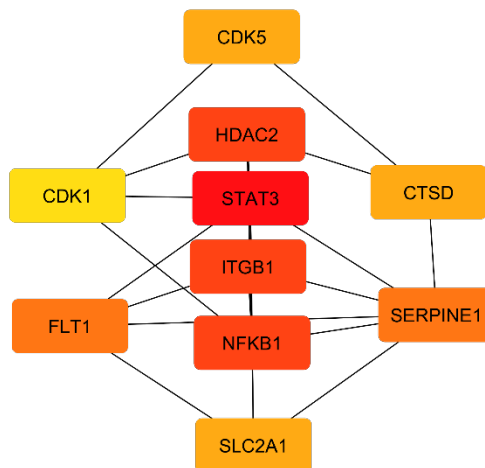 CDK5
HDAC2
CDK1
STAT3
CTSD
ITGB1
FLT1
NFKB1
SERPINE1
SLC2A1